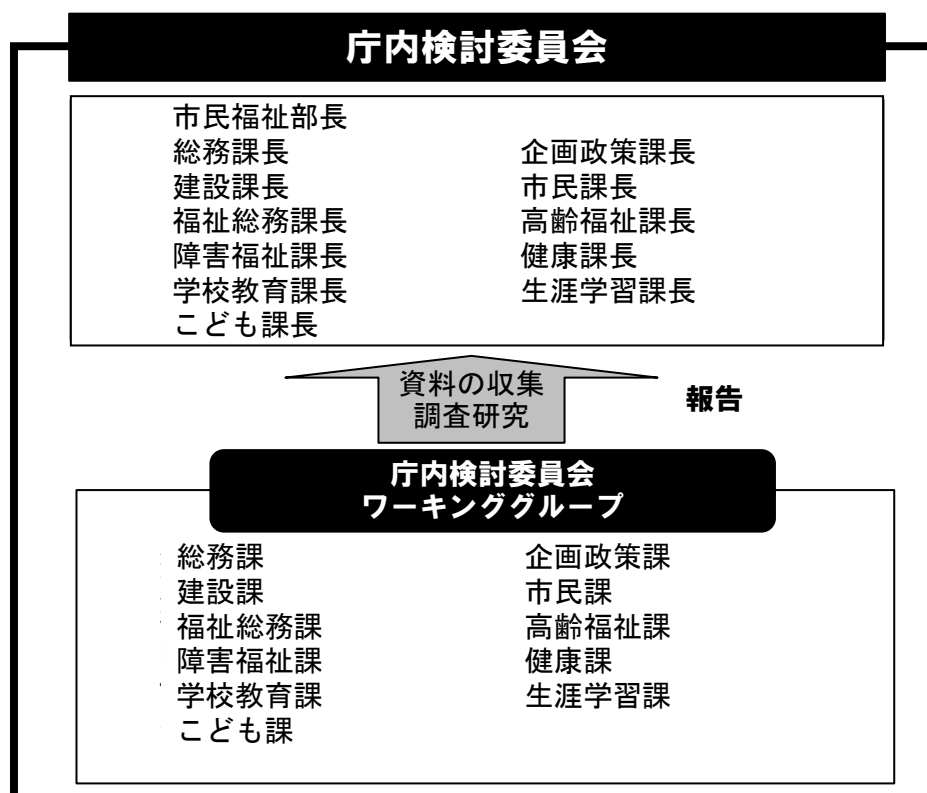 庁内検討委員会
市民福祉部長
総務課長 企画政策課長
建設課長 市民課長
福祉総務課長 高齢福祉課長
障害福祉課長 健康課長
学校教育課長 生涯学習課長
こども課長
資料の収集
調査研究
報告
庁内検討委員会
ワーキンググループ
総務課 企画政策課
建設課 市民課
福祉総務課 高齢福祉課
障害福祉課 健康課
学校教育課 生涯学習課
こども課